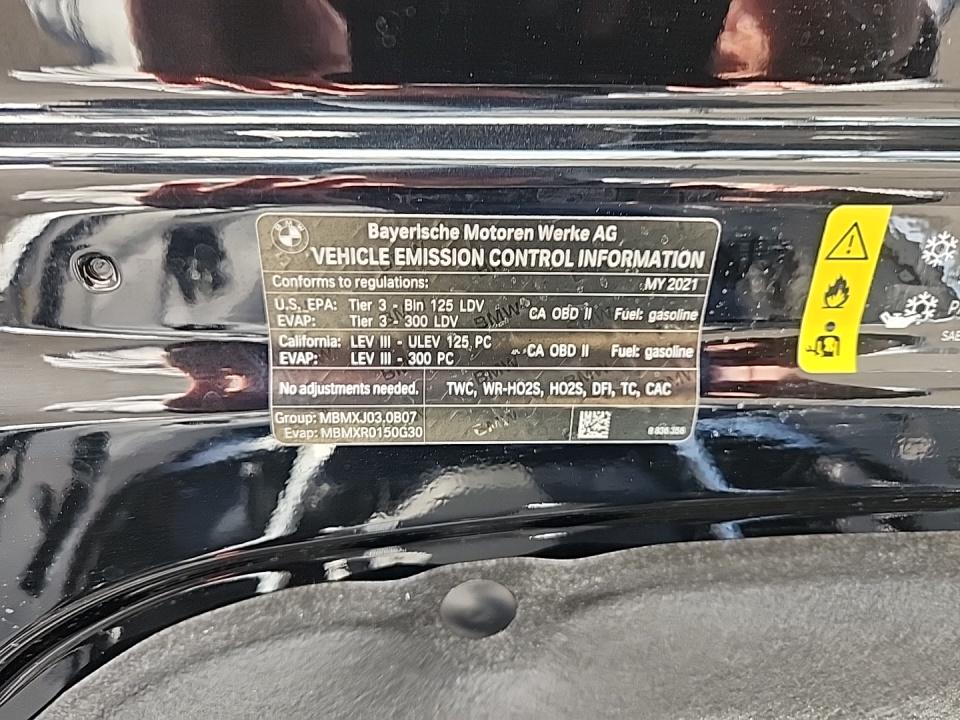 Bayerische Motoren Werke AG
VEHICLE EMISSION CONTROL INFORMATION
Conforms to regulations: MY 2021
U.S. EPA: Tier 3 - Bin 125 LDV
EVAP: Tier 3 - 300 LDV
CA OBD II Fuel: gasoline
California: LEV III - ULEV 125 PC
EVAP: LEV III - 300 PC
CA OBD II Fuel: gasoline
No adjustments needed. TWC, WR-HO2S, HO2S, DFI, TC, CAC
Group: MBMXJ03.0B07
Evap: MBMXR0150G30
8 836 356